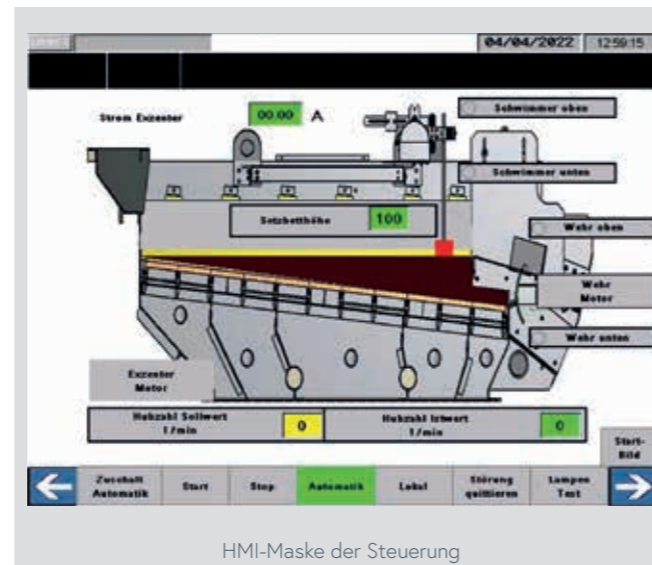 04/04/2022 12:59:15
Strom Exzenter 00.00 A
Schwimmer oben
Schwimmer unten
Setzbetthöhe 100
Wehr oben
Wehr
Motor
Wehr unten
Exzenter
Motor
Hubzahl Sollwert
1/min
0
Hubzahl Istwert
1/min
0
Start-
Bild
Zuschalt
Automatik
Start
Stop
Automatik
Lokal
Störung
quittieren
Lampen
Test
HMI-Maske der Steuerung